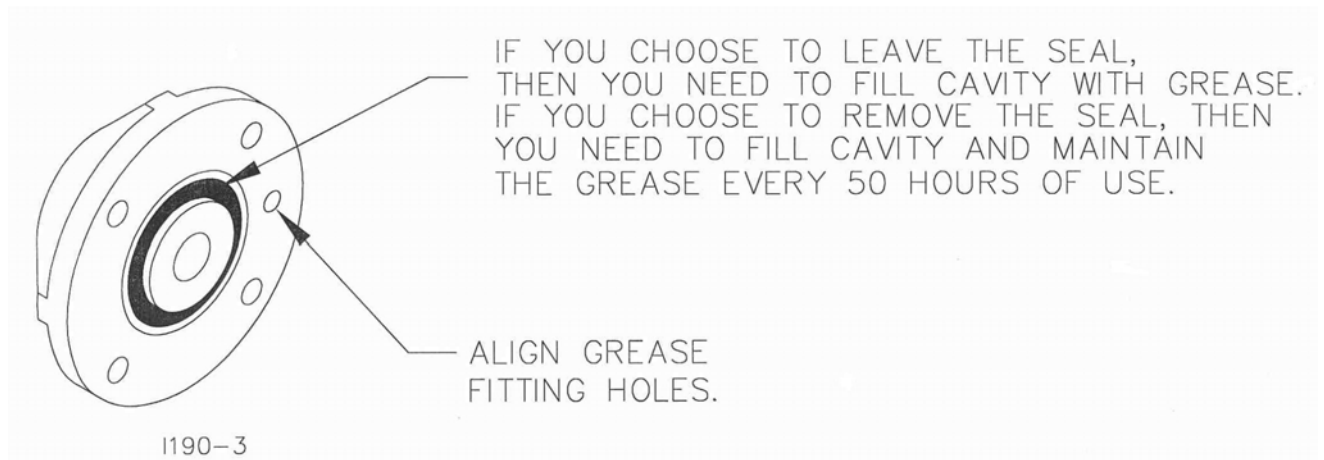 IF YOU CHOOSE TO LEAVE THE SEAL,
THEN YOU NEED TO FILL CAVITY WITH GREASE.
IF YOU CHOOSE TO REMOVE THE SEAL, THEN
YOU NEED TO FILL CAVITY AND MAINTAIN
THE GREASE EVERY 50 HOURS OF USE.
ALIGN GREASE
FITTING HOLES.
I190-3